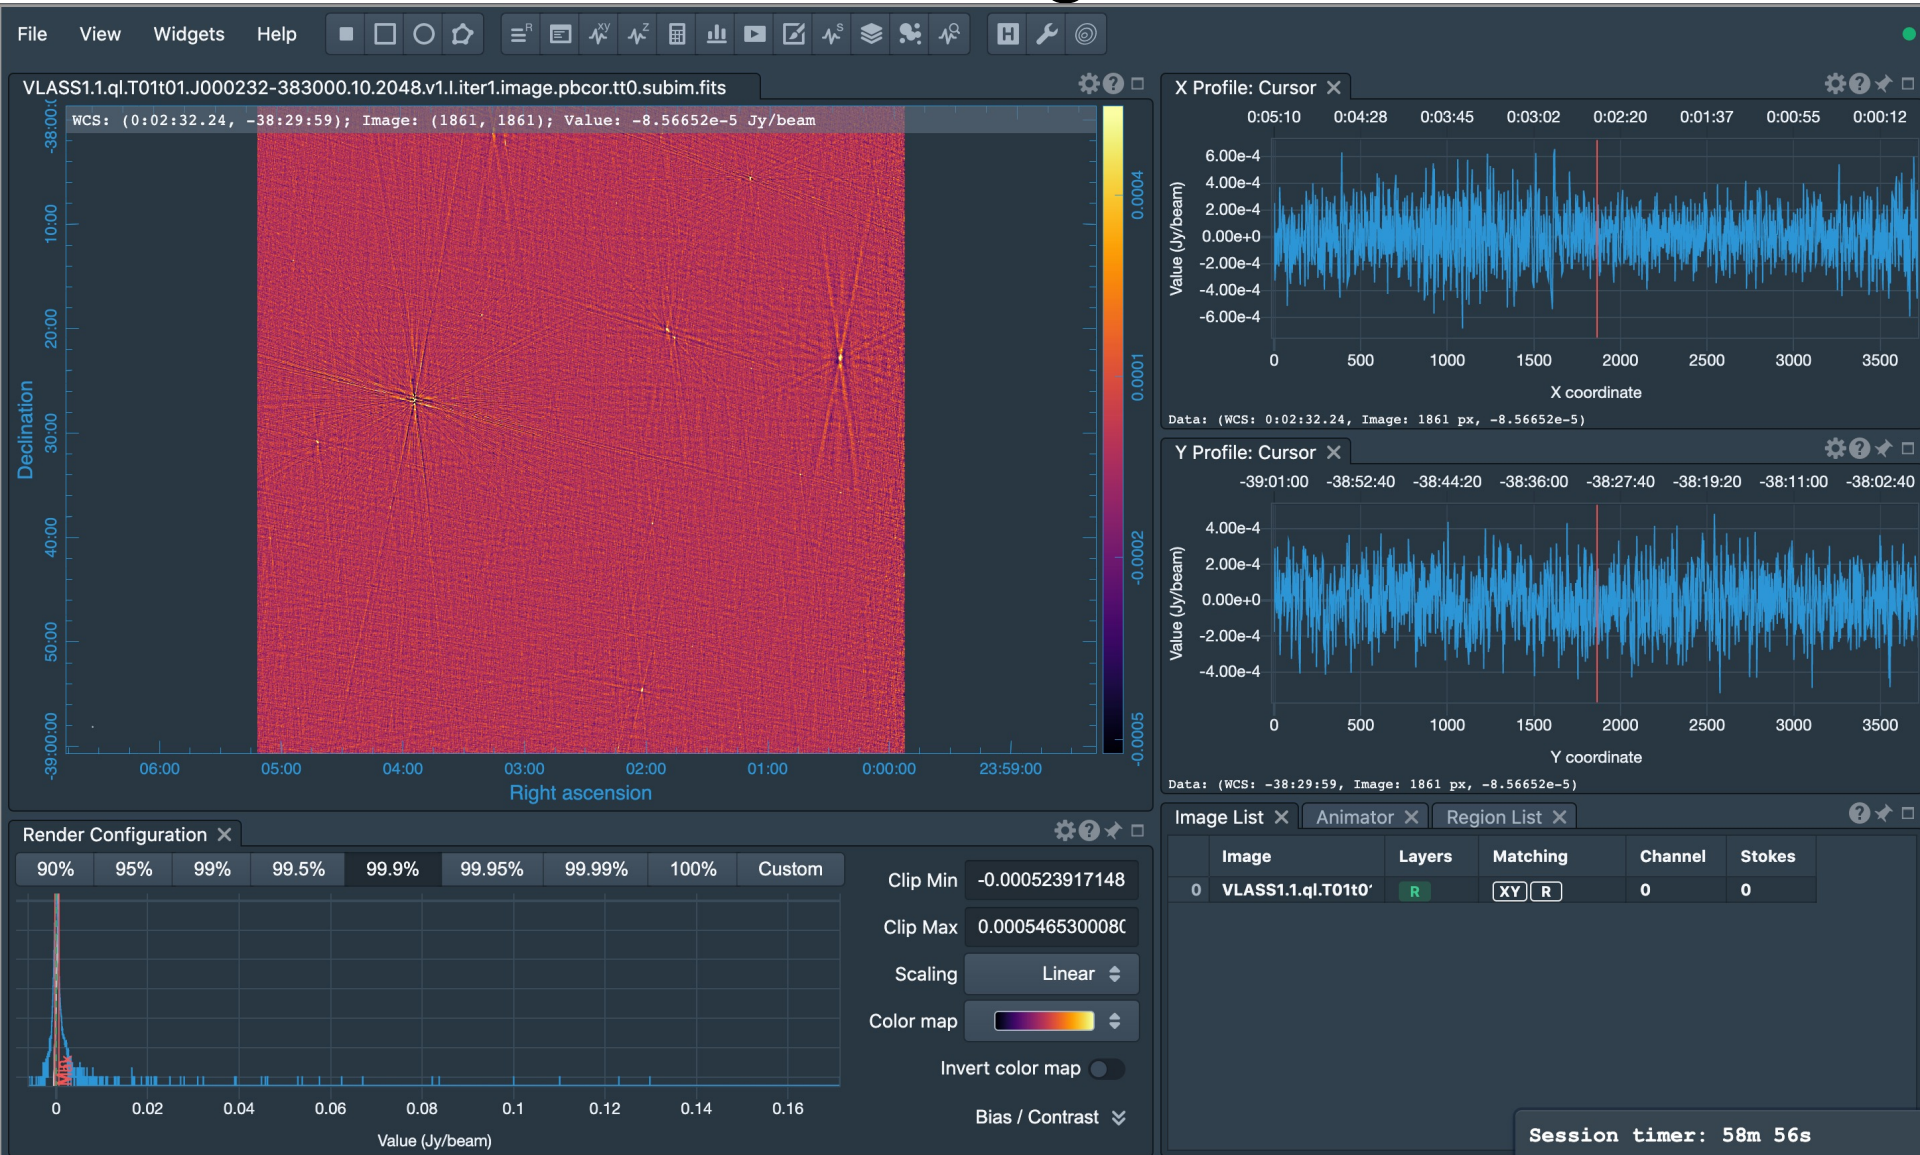 File View Widgets Help
VLASS1.1.ql.T01t01.J000232-383000.10.2048.v1.I.iter1.image.pbcor.tt0.subim.fits
WCS: (0:02:32.24, -38:29:59); Image: (1861, 1861); Value: -8.56652e-5 Jy/beam
-38:00:0
10:00
20:00
30:00
40:00
50:00
-39:00:00
Declination
06:00 05:00 04:00 03:00 02:00 01:00 0:00:00 23:59:00
Right ascension
0.0004
0.0001
-0.0002
-0.0005
X Profile: Cursor
0:05:10 0:04:28 0:03:45 0:03:02 0:02:20 0:01:37 0:00:55 0:00:12
6.00e-4
4.00e-4
2.00e-4
0.00e+0
-2.00e-4
-4.00e-4
-6.00e-4
Value (Jy/beam)
0 500 1000 1500 2000 2500 3000 3500
X coordinate
Data: (WCS: 0:02:32.24, Image: 1861 px, -8.56652e-5)
Y Profile: Cursor
-39:01:00 -38:52:40 -38:44:20 -38:36:00 -38:27:40 -38:19:20 -38:11:00 -38:02:40
4.00e-4
2.00e-4
0.00e+0
-2.00e-4
-4.00e-4
Value (Jy/beam)
0 500 1000 1500 2000 2500 3000 3500
Y coordinate
Data: (WCS: -38:29:59, Image: 1861 px, -8.56652e-5)
Render Configuration
90% 95% 99% 99.5% 99.9% 99.95% 99.99% 100% Custom
0 0.02 0.04 0.06 0.08 0.1 0.12 0.14 0.16
Value (Jy/beam)
Clip Min -0.000523917148
Clip Max 0.000546530008
Scaling Linear
Color map
Invert color map
Bias / Contrast
Image List Animator Region List
Image Layers Matching Channel Stokes
0 VLASS1.1.ql.T01t0 R XY R 0 0
Session timer: 58m 56s